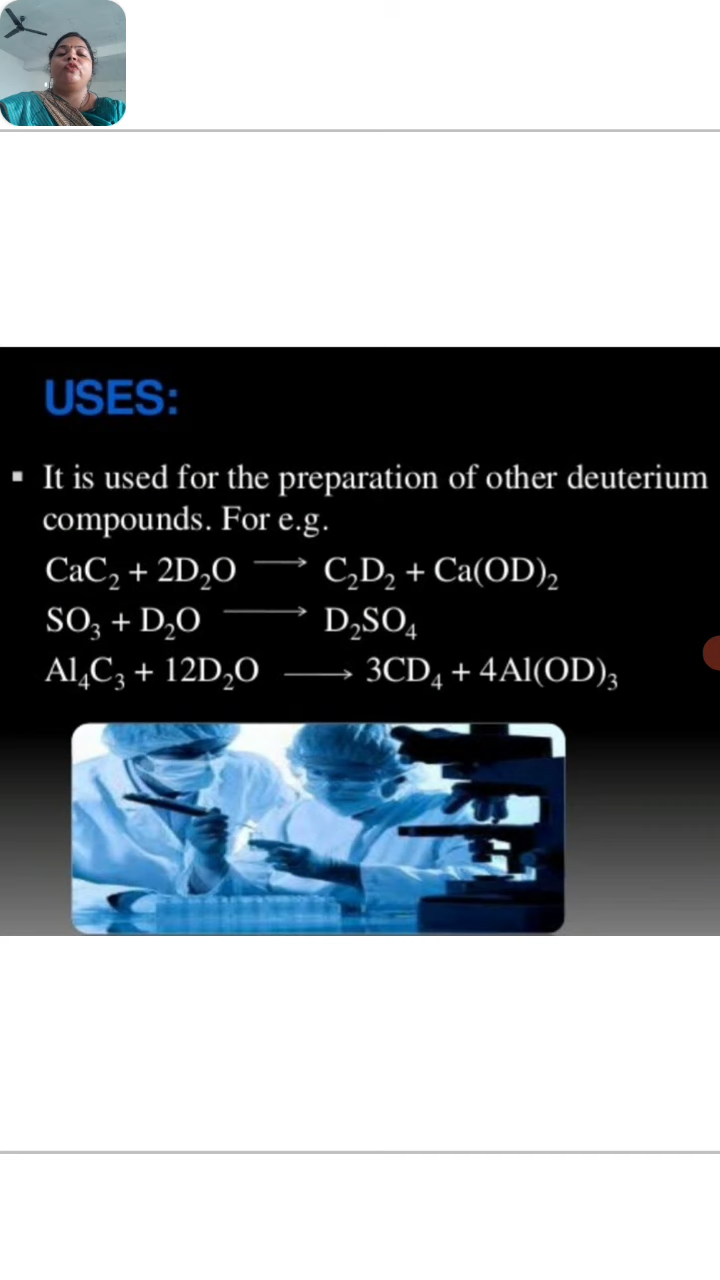 USES:
▪ It is used for the preparation of other deuterium
compounds. For e.g.
CaC₂ + 2D₂O ⟶ C₂D₂ + Ca(OD)₂
SO₃ + D₂O ⟶ D₂SO₄
Al₄C₃ + 12D₂O ⟶ 3CD₄ + 4Al(OD)₃